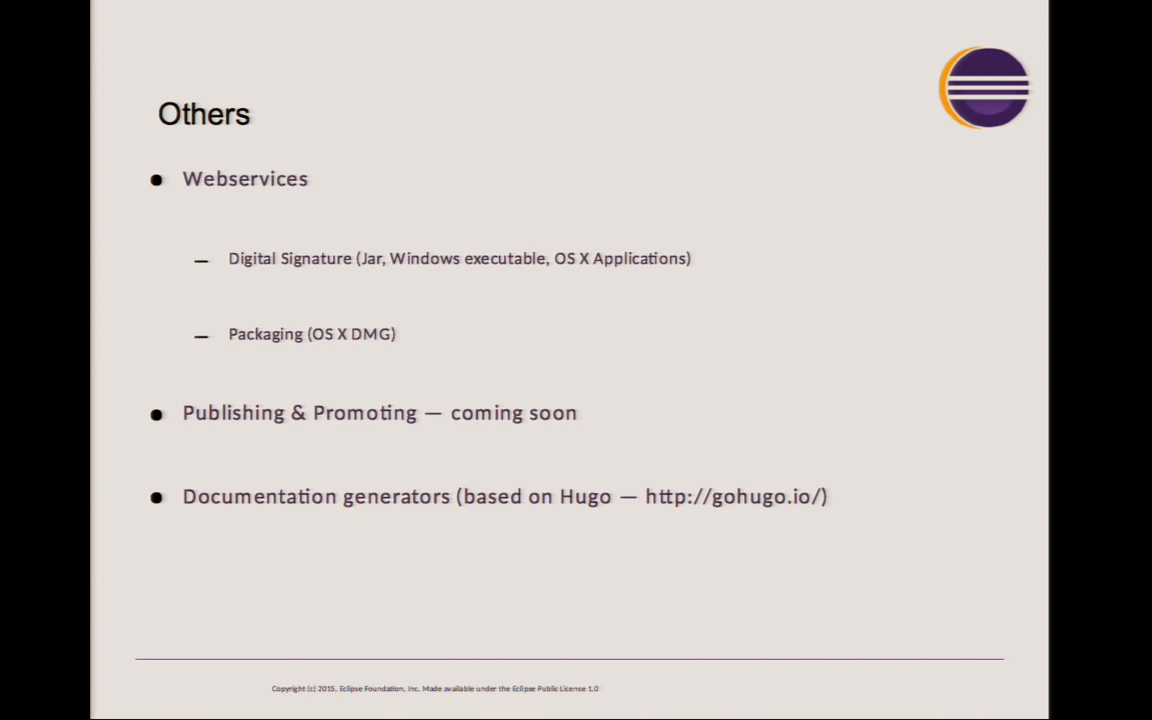 Others
Webservices
Digital Signature (Jar, Windows executable, OS X Applications)
Packaging (OS X DMG)
Publishing & Promoting — coming soon
Documentation generators (based on Hugo — http://gohugo.io/)
Copyright (c) 2015, Eclipse Foundation, Inc. Made available under the Eclipse Public License 1.0